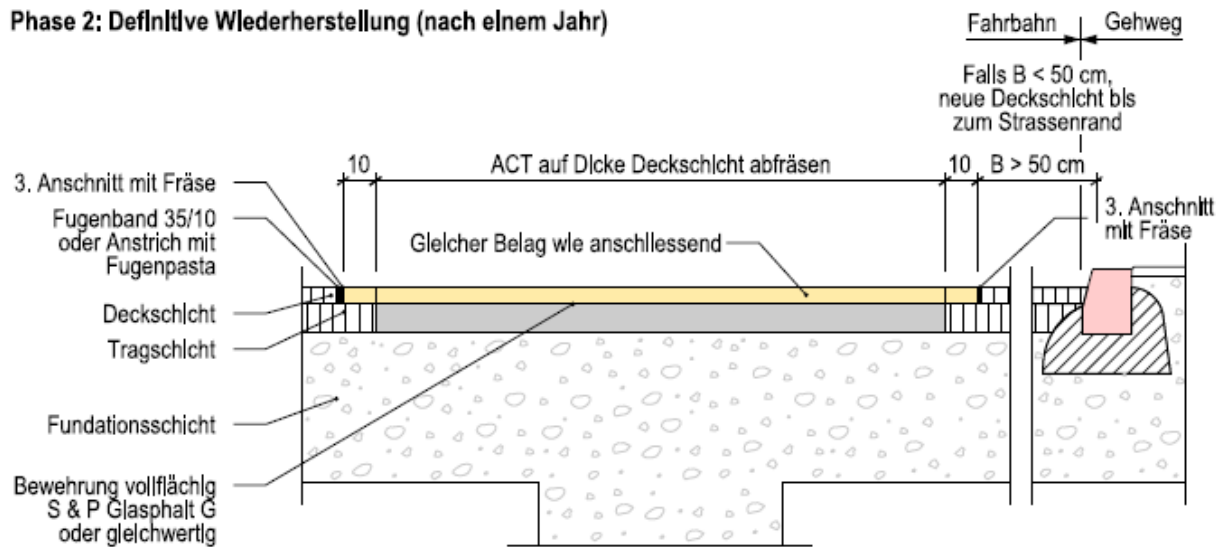 Phase 2: Definitive Wiederherstellung (nach einem Jahr)
Fahrbahn
Gehweg
Falls B < 50 cm,
neue Deckschicht bis
zum Strassenrand
10
ACT auf Dicke Deckschicht abfräsen
10
B > 50 cm
3. Anschnitt mit Fräse
Fugenband 35/10
oder Anstrich mit
Fugenpasta
Gleicher Belag wie anschliessend
3. Anschnitt
mit Fräse
Deckschicht
Tragschicht
Fundationsschicht
Bewehrung vollflächig
S & P Glasphalt G
oder gleichwertig